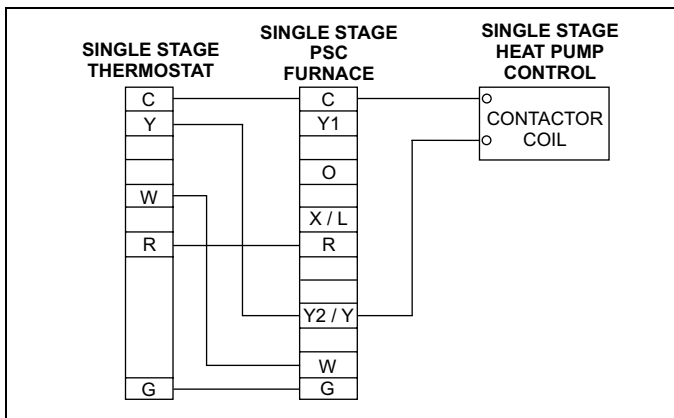 SINGLE STAGE
THERMOSTAT
SINGLE STAGE
PSC
FURNACE
SINGLE STAGE
HEAT PUMP
CONTROL
C
Y
W
R
G
C
Y1
O
X / L
R
Y2 / Y
W
G
CONTACTOR
COIL